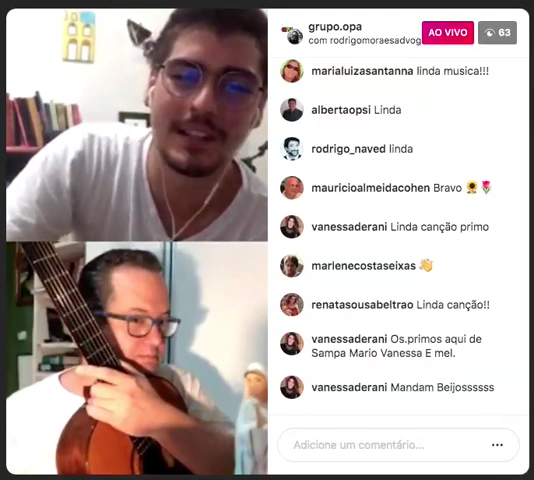 grupo.opa
com rodrigomoraesadvog
AO VIVO
63
marialuizasantanna linda musica!!!
albertaopsi Linda
rodrigo_naved linda
mauricioalmeidacohen Bravo 🌻🌷
vanessaderani Linda canção primo
marlenecostaseixas 👏
renatasousabeltrao Linda canção!!
vanessaderani Os.primos aqui de
Sampa Mario Vanessa E mel.
vanessaderani Mandam Beijossssss
Adicione um comentário...